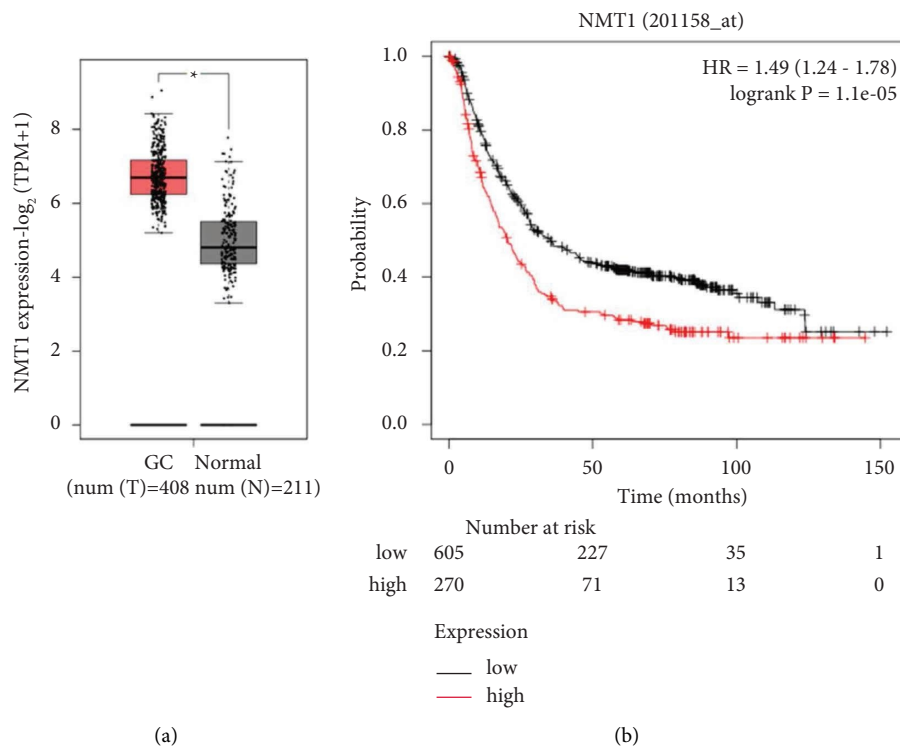 NMT1 expression-log₂ (TPM+1)
8
6
4
2
0
*
GC Normal
(num (T)=408 num (N)=211)
(a)
NMT1 (201158_at)
HR = 1.49 (1.24 - 1.78)
logrank P = 1.1e-05
Probability
1.0
0.8
0.6
0.4
0.2
0.0
0 50 100 150
Time (months)
Number at risk
low 605 227 35 1
high 270 71 13 0
Expression
low
high
(b)